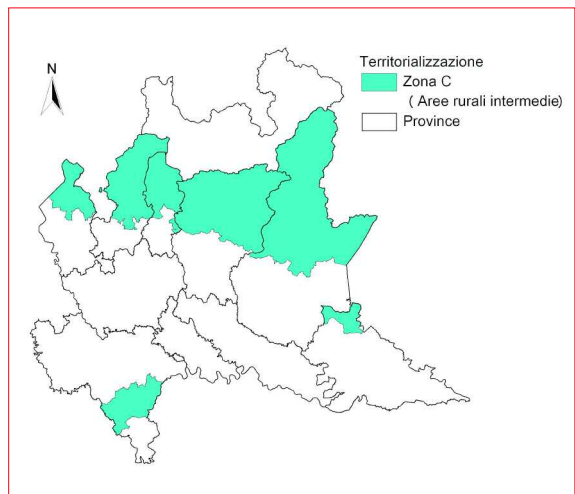 N
Territorializzazione
Zona C
( Aree rurali intermedie)
Province